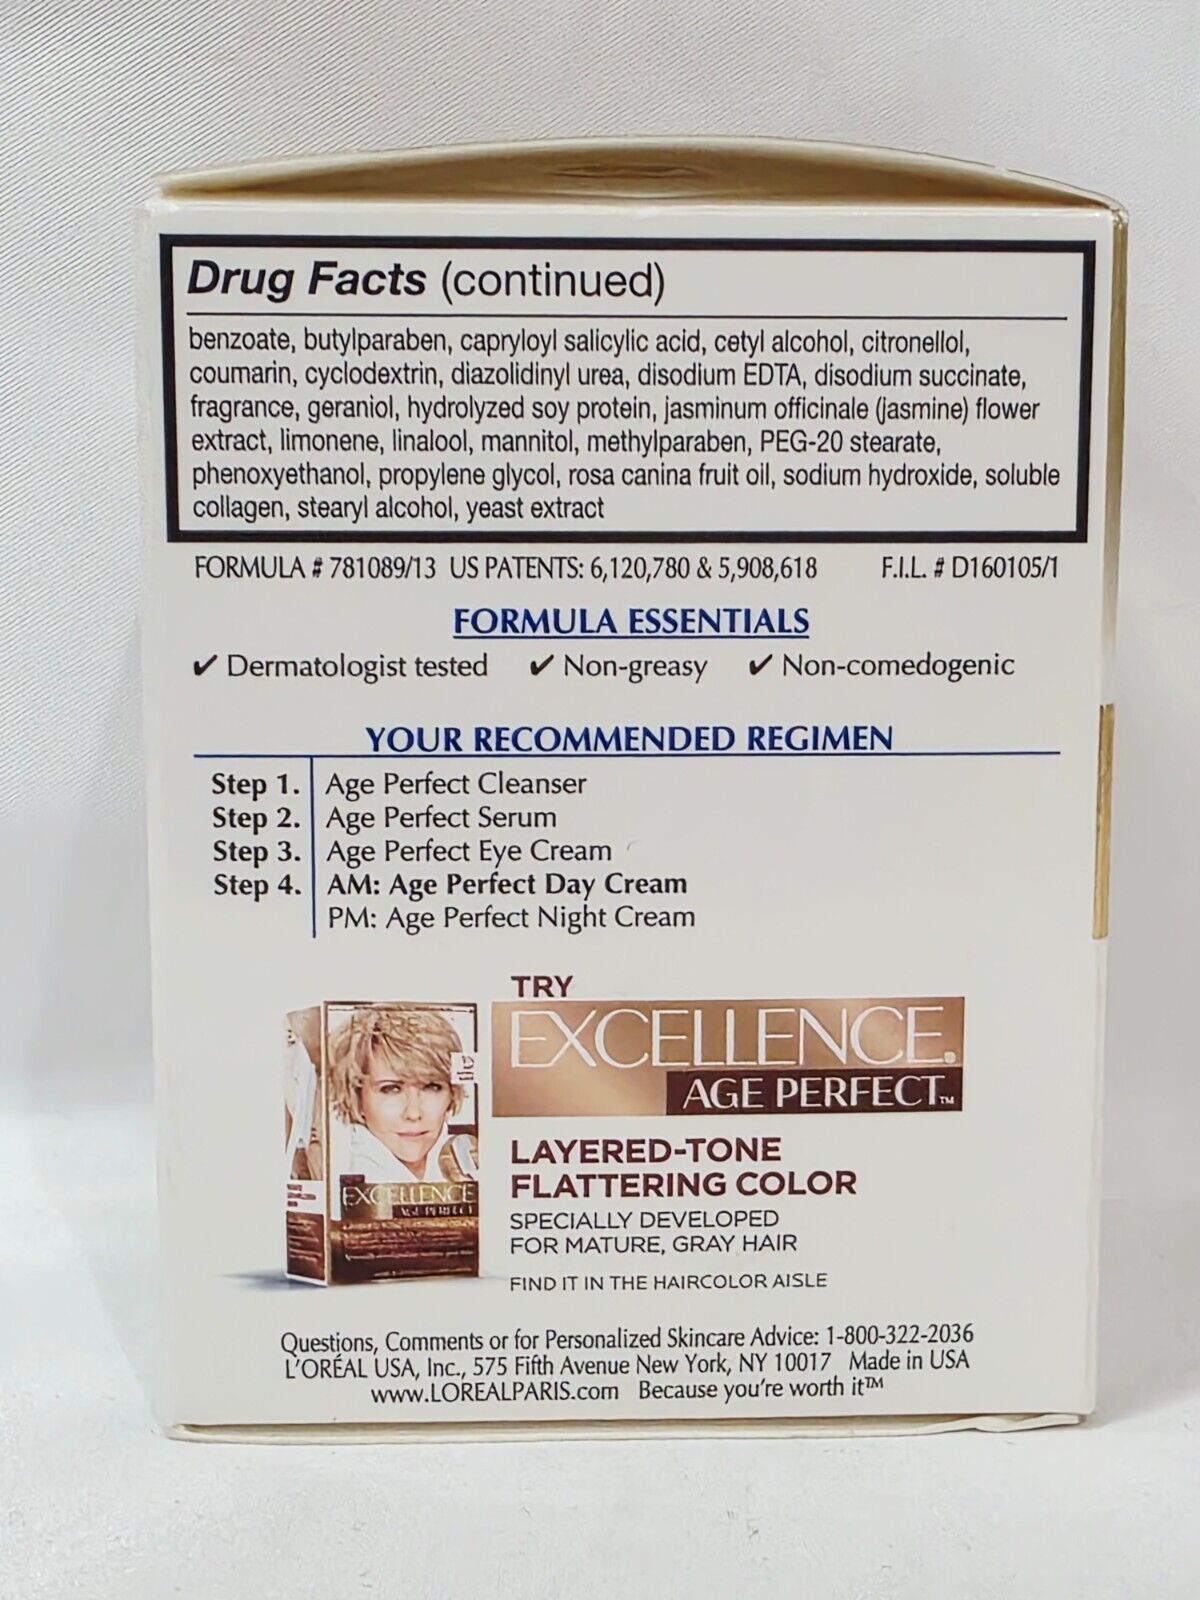 Drug Facts (continued)
benzoate, butylparaben, capryloyl salicylic acid, cetyl alcohol, citronellol,
coumarin, cyclodextrin, diazolidinyl urea, disodium EDTA, disodium succinate,
fragrance, geraniol, hydrolyzed soy protein, jasminum officinale (jasmine) flower
extract, limonene, linalool, mannitol, methylparaben, PEG-20 stearate,
phenoxyethanol, propylene glycol, rosa canina fruit oil, sodium hydroxide, soluble
collagen, stearyl alcohol, yeast extract
FORMULA # 781089/13 US PATENTS: 6,120,780 & 5,908,618 F.I.L. # D160105/1
FORMULA ESSENTIALS
✔ Dermatologist tested ✔ Non-greasy ✔ Non-comedogenic
YOUR RECOMMENDED REGIMEN
Step 1. Age Perfect Cleanser
Step 2. Age Perfect Serum
Step 3. Age Perfect Eye Cream
Step 4. AM: Age Perfect Day Cream
PM: Age Perfect Night Cream
TRY
EXCELLENCE.
AGE PERFECT™
LAYERED-TONE
FLATTERING COLOR
SPECIALLY DEVELOPED
FOR MATURE, GRAY HAIR
FIND IT IN THE HAIRCOLOR AISLE
EXCELLENCE
AGE PERFECT
Questions, Comments or for Personalized Skincare Advice: 1-800-322-2036
L'ORÉAL USA, Inc., 575 Fifth Avenue New York, NY 10017 Made in USA
www.LOREALPARIS.com Because you're worth it™